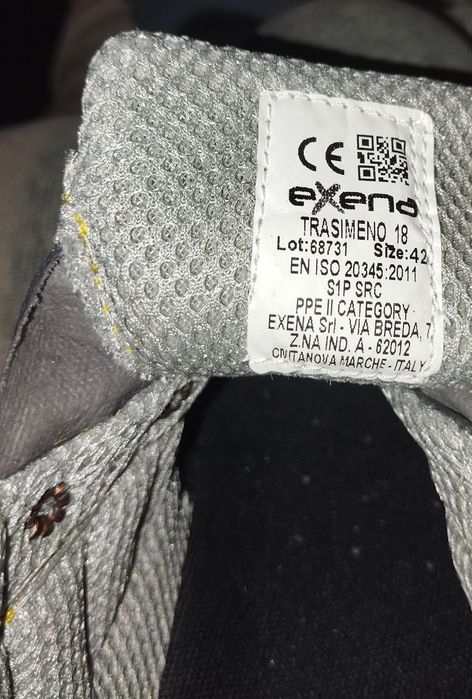 CE
exena
TRASIMENO 18
Lot:68731 Size:42
EN ISO 20345:2011
S1P SRC
PPE II CATEGORY
EXENA Srl - VIA BREDA, 7
Z.NA IND. A - 62012
CIVITANOVA MARCHE - ITALY